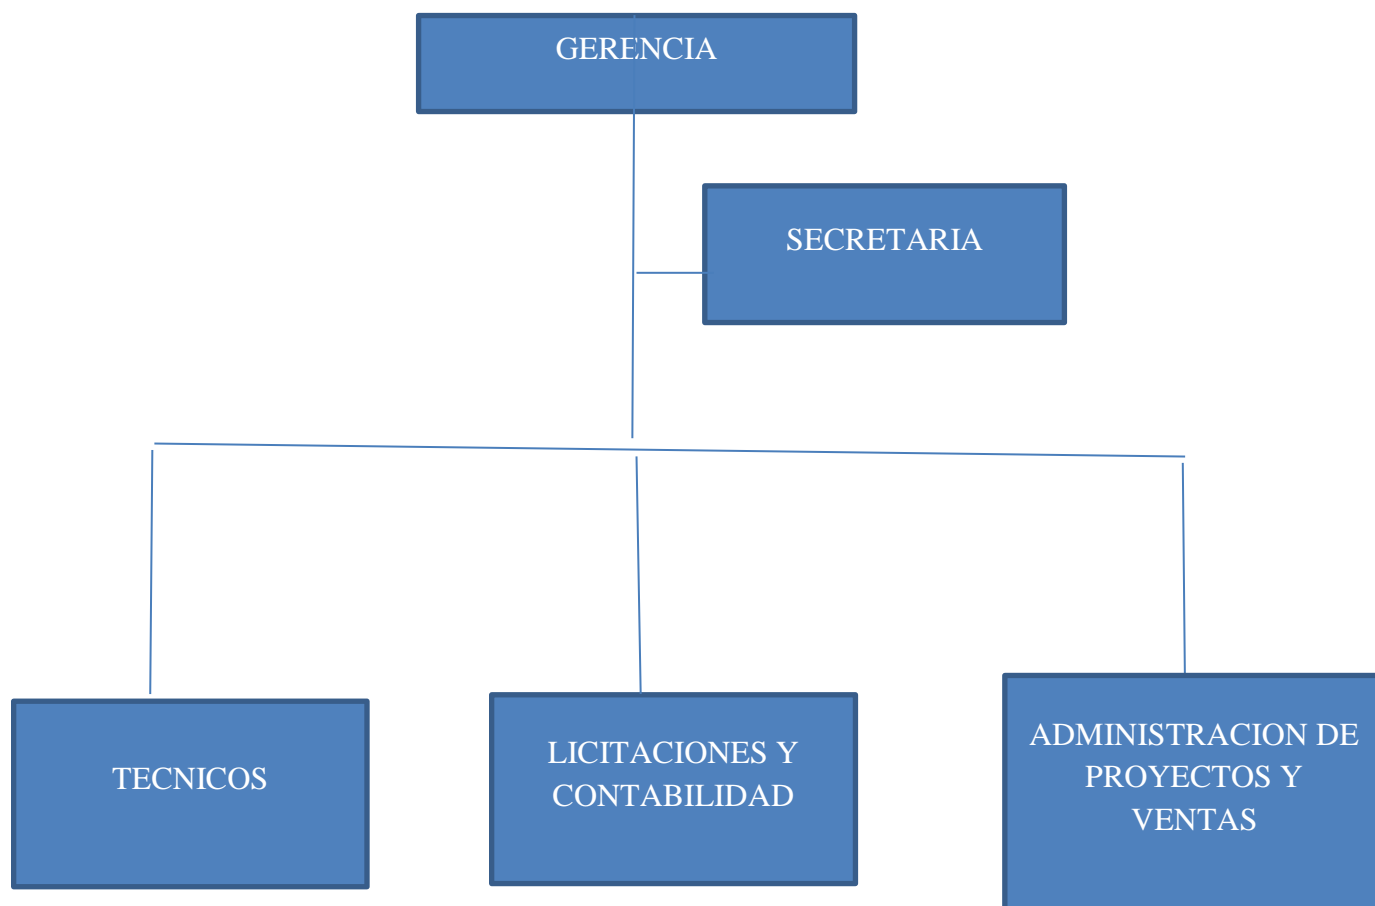 GERENCIA
SECRETARIA
TECNICOS
LICITACIONES Y
CONTABILIDAD
ADMINISTRACION DE
PROYECTOS Y
VENTAS